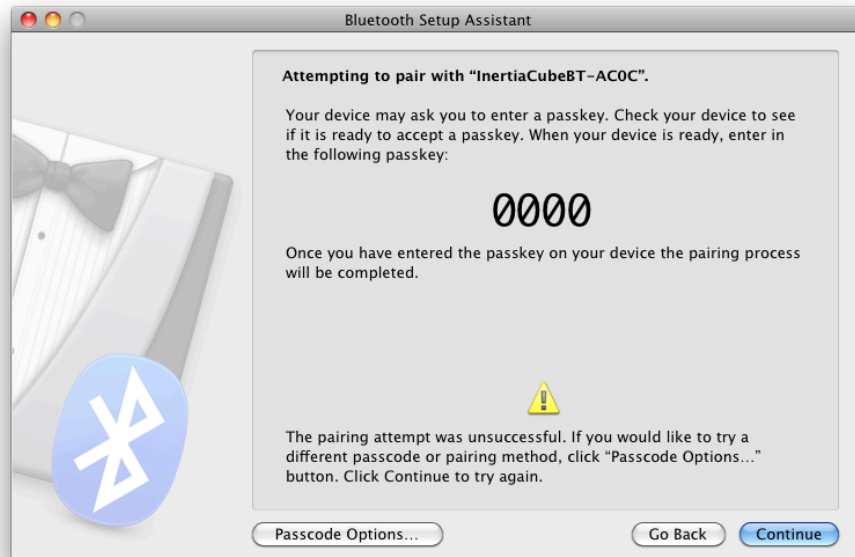 Bluetooth Setup Assistant
Attempting to pair with “InertiaCubeBT-AC0C”.
Your device may ask you to enter a passkey. Check your device to see
if it is ready to accept a passkey. When your device is ready, enter in
the following passkey:
0000
Once you have entered the passkey on your device the pairing process
will be completed.
The pairing attempt was unsuccessful. If you would like to try a
different passcode or pairing method, click “Passcode Options...”
button. Click Continue to try again.
Passcode Options...
Go Back
Continue